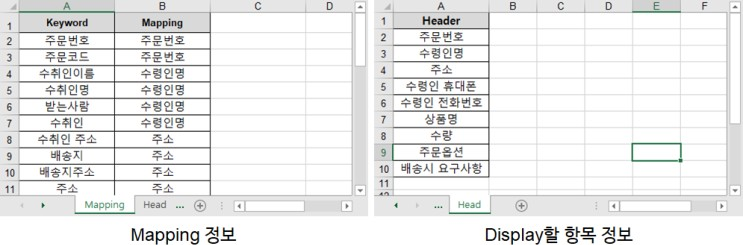 A B C D
1 Keyword Mapping
2 주문번호 주문번호
3 주문코드 주문번호
4 수취인이름 수령인명
5 수취인명 수령인명
6 받는사람 수령인명
7 수취인 수령인명
8 수취인 주소 주소
9 배송지 주소
10 배송지주소 주소
11 주소 주소
Mapping Head ...
Mapping 정보
A B C D E F
1 Header
2 주문번호
3 수령인명
4 주소
5 수령인 휴대폰
6 수령인 전화번호
7 상품명
8 수량
9 주문옵션
10 배송시 요구사항
11
... Head
Display할 항목 정보